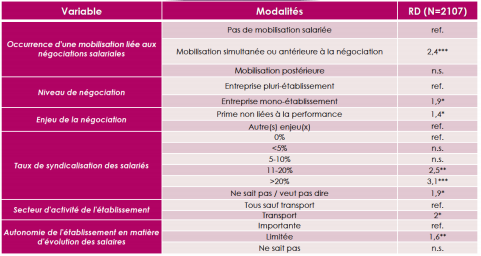 Variable Modalités RD (N=2107)
Occurrence d'une mobilisation liée aux négociations salariales
Pas de mobilisation salariée ref.
Mobilisation simultanée ou antérieure à la négociation 2,4***
Mobilisation postérieure n.s.
Niveau de négociation
Entreprise pluri-établissement ref.
Entreprise mono-établissement 1,9*
Enjeu de la négociation
Prime non liées à la performance 1,4*
Autre(s) enjeu(x) ref.
Taux de syndicalisation des salariés
0% ref.
<5% n.s.
5-10% n.s.
11-20% 2,5**
>20% 3,1***
Ne sait pas / veut pas dire 1,9*
Secteur d'activité de l'établissement
Tous sauf transport ref.
Transport 2*
Autonomie de l'établissement en matière d'évolution des salaires
Importante ref.
Limitée 1,6**
Ne sait pas n.s.